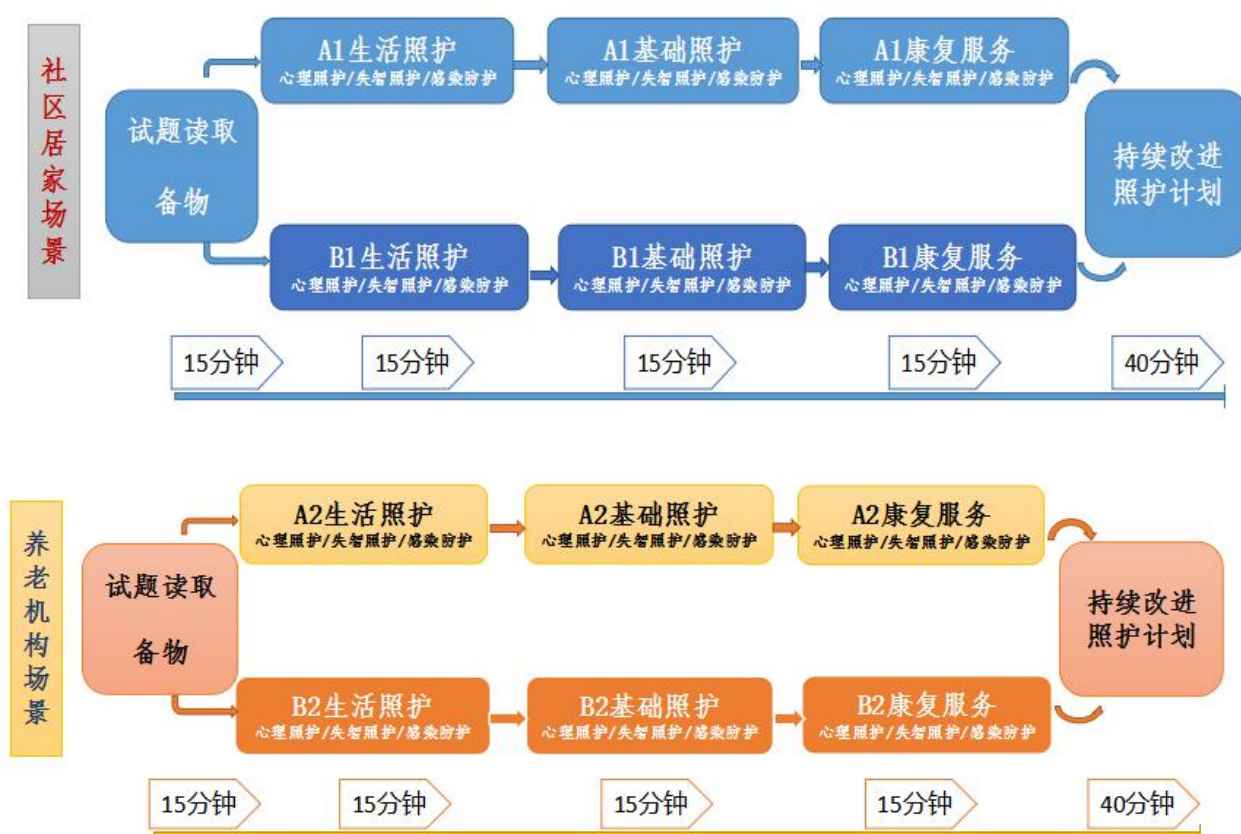 社区居家场景
试题读取
备物
A1生活照护
心理照护/失智照护/感染防护
A1基础照护
心理照护/失智照护/感染防护
A1康复服务
心理照护/失智照护/感染防护
B1生活照护
心理照护/失智照护/感染防护
B1基础照护
心理照护/失智照护/感染防护
B1康复服务
心理照护/失智照护/感染防护
持续改进
照护计划
15分钟
15分钟
15分钟
15分钟
40分钟
养老机构场景
试题读取
备物
A2生活照护
心理照护/失智照护/感染防护
A2基础照护
心理照护/失智照护/感染防护
A2康复服务
心理照护/失智照护/感染防护
B2生活照护
心理照护/失智照护/感染防护
B2基础照护
心理照护/失智照护/感染防护
B2康复服务
心理照护/失智照护/感染防护
持续改进
照护计划
15分钟
15分钟
15分钟
15分钟
40分钟